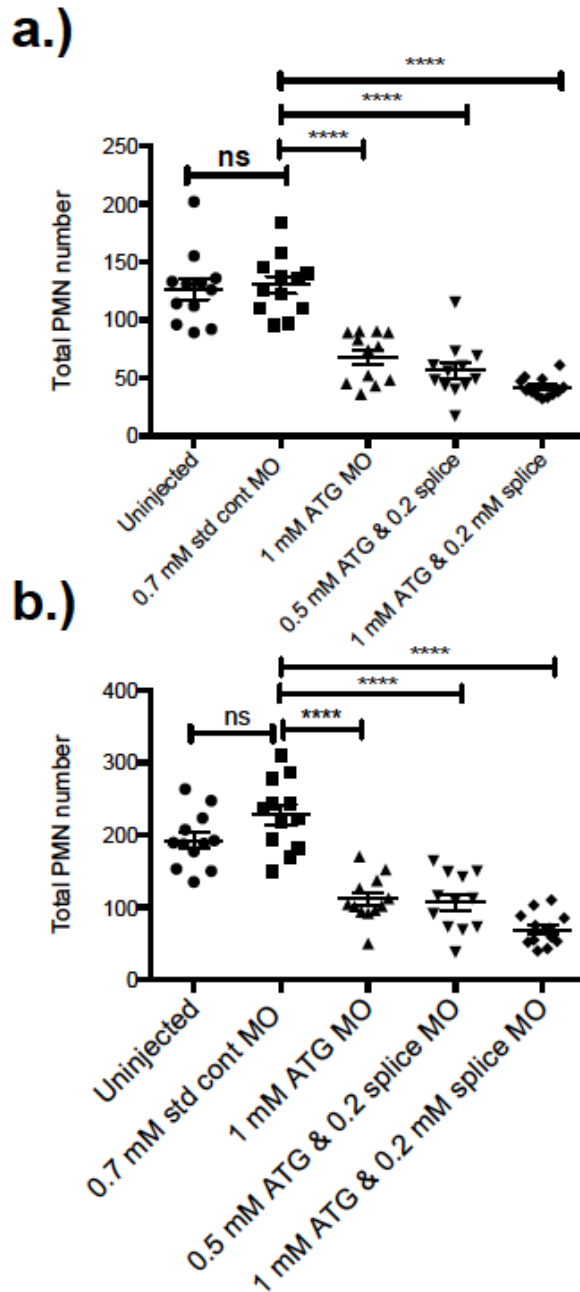 a.)
****
****
****
ns
250
200
150
100
50
0
Total PMN number
Uninjected
0.7 mM std cont MO
1 mM ATG MO
0.5 mM ATG & 0.2 splice
1 mM ATG & 0.2 mM splice
b.)
****
****
****
ns
400
300
200
100
0
Total PMN number
Uninjected
0.7 mM std cont MO
1 mM ATG MO
0.5 mM ATG & 0.2 splice MO
1 mM ATG & 0.2 mM splice MO